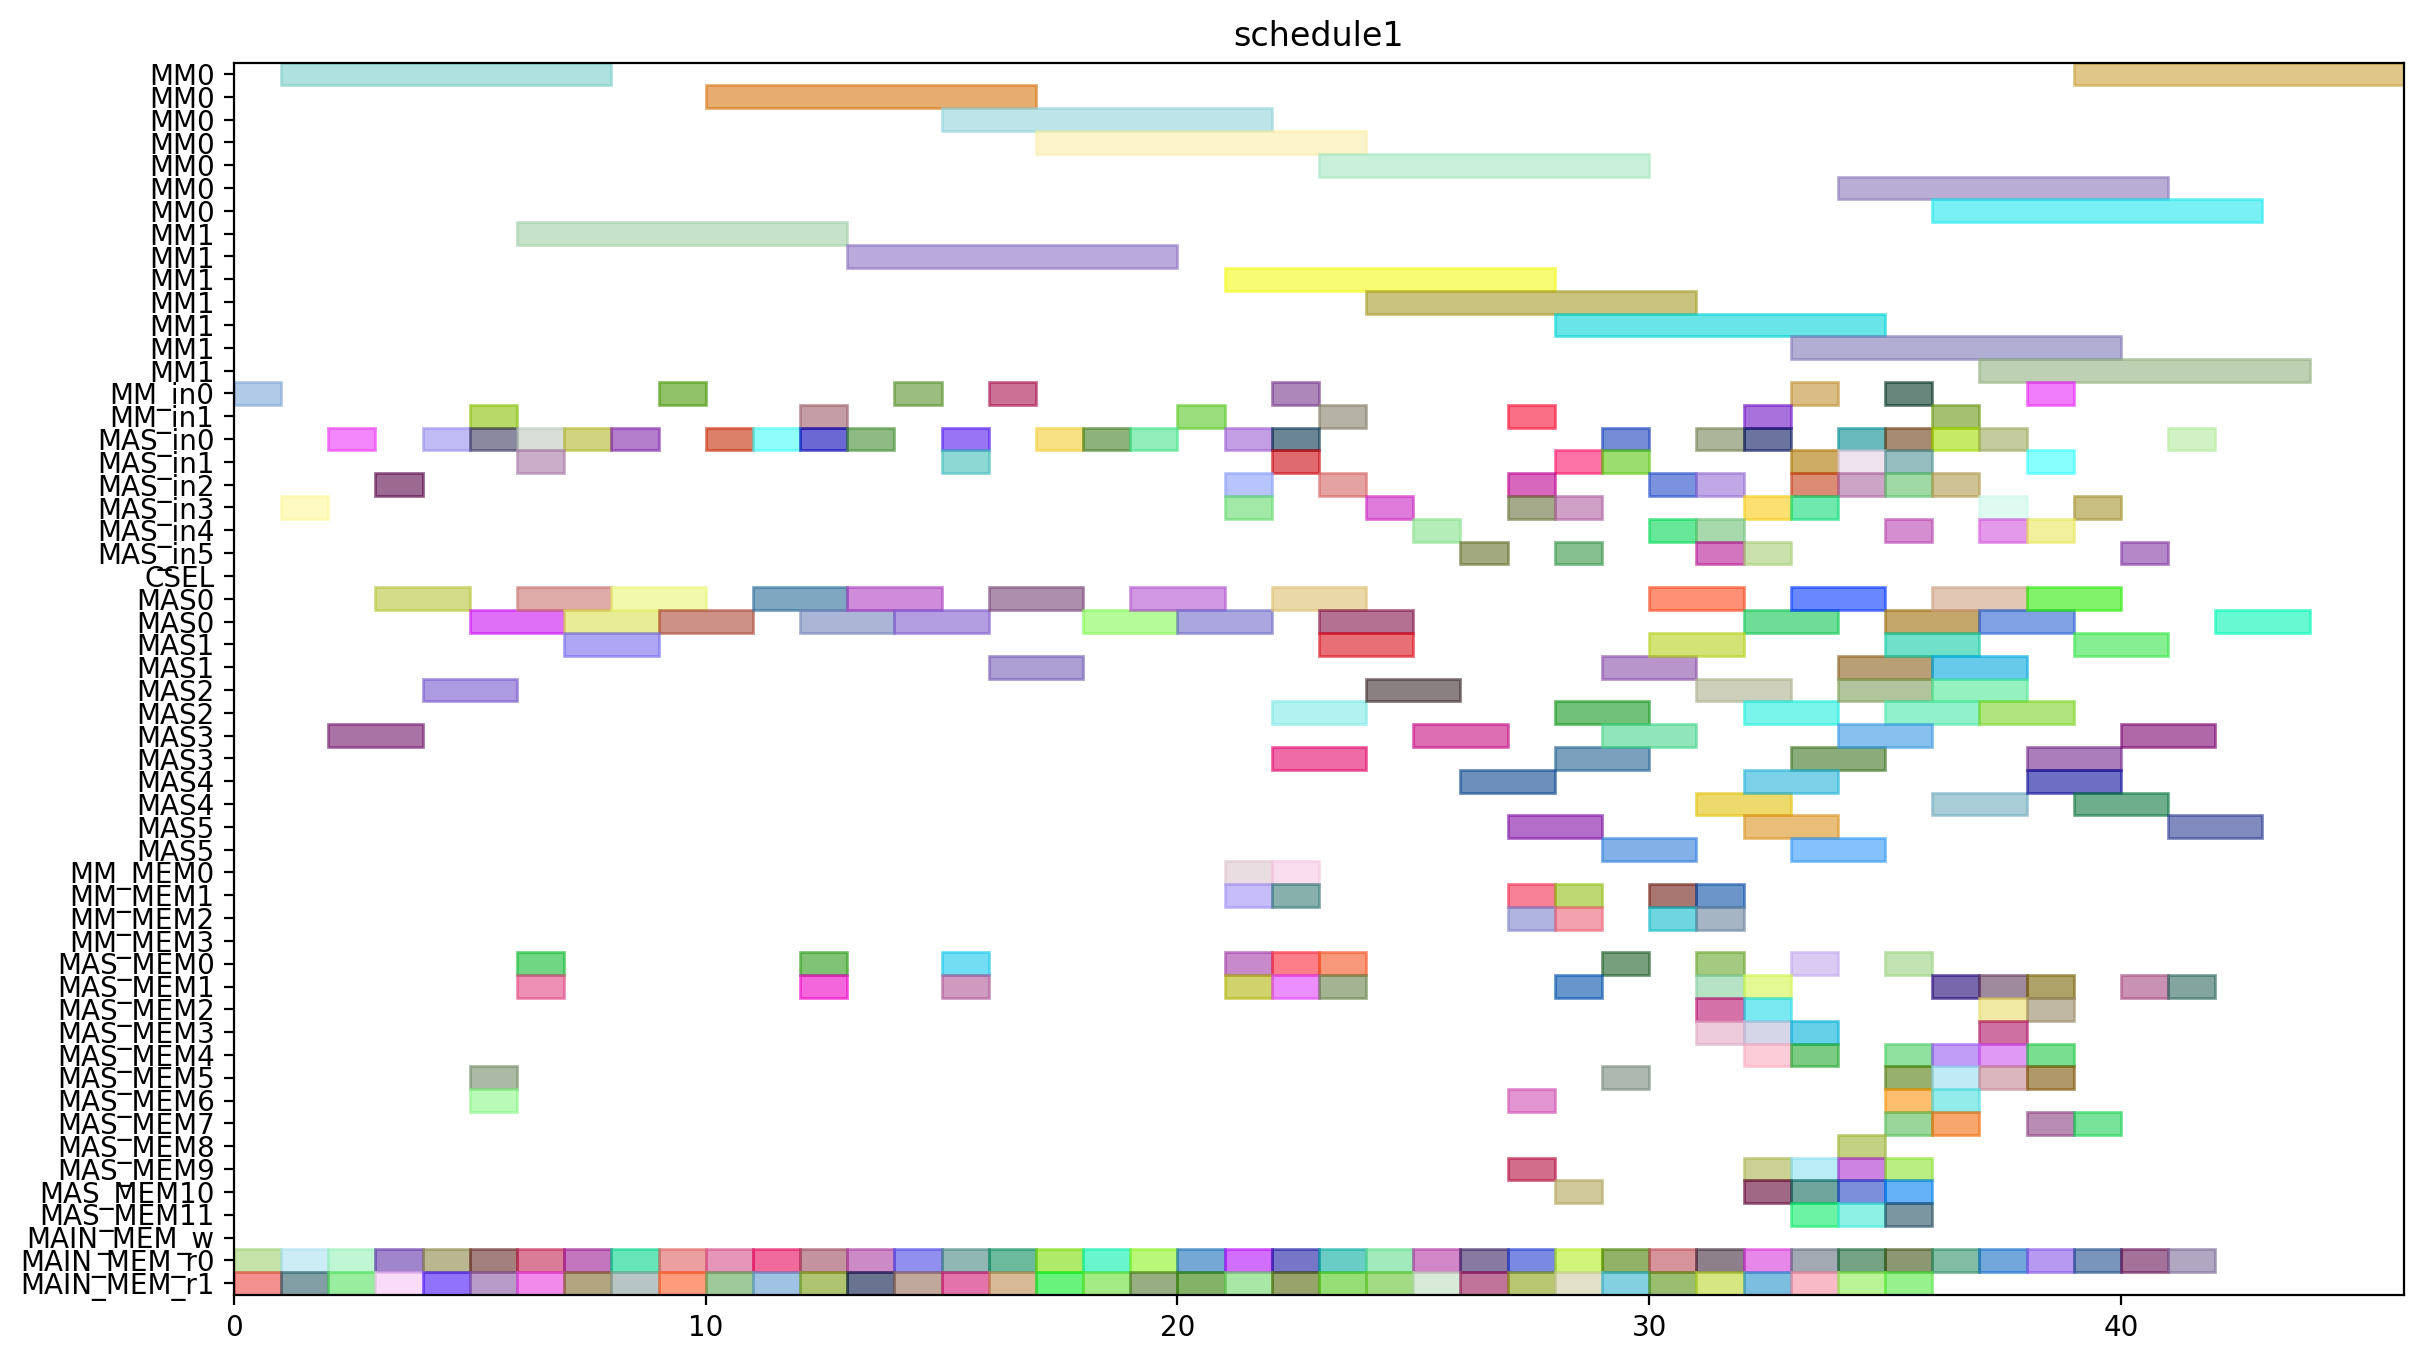 schedule1
MM0
MM0
MM0
MM0
MM0
MM0
MM0
MM1
MM1
MM1
MM1
MM1
MM1
MM1
MM_in0
MM_in1
MAS_in0
MAS_in1
MAS_in2
MAS_in3
MAS_in4
MAS_in5
CSEL
MAS0
MAS0
MAS1
MAS1
MAS2
MAS2
MAS3
MAS3
MAS4
MAS4
MAS5
MAS5
MM_MEM0
MM_MEM1
MM_MEM2
MM_MEM3
MAS_MEM0
MAS_MEM1
MAS_MEM2
MAS_MEM3
MAS_MEM4
MAS_MEM5
MAS_MEM6
MAS_MEM7
MAS_MEM8
MAS_MEM9
MAS_MEM10
MAS_MEM11
MAIN_MEM_w
MAIN_MEM_r0
MAIN_MEM_r1
0 10 20 30 40